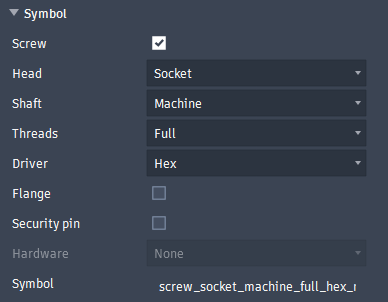 Symbol
Screw
Head Socket
Shaft Machine
Threads Full
Driver Hex
Flange
Security pin
Hardware None
Symbol screw_socket_machine_full_hex_